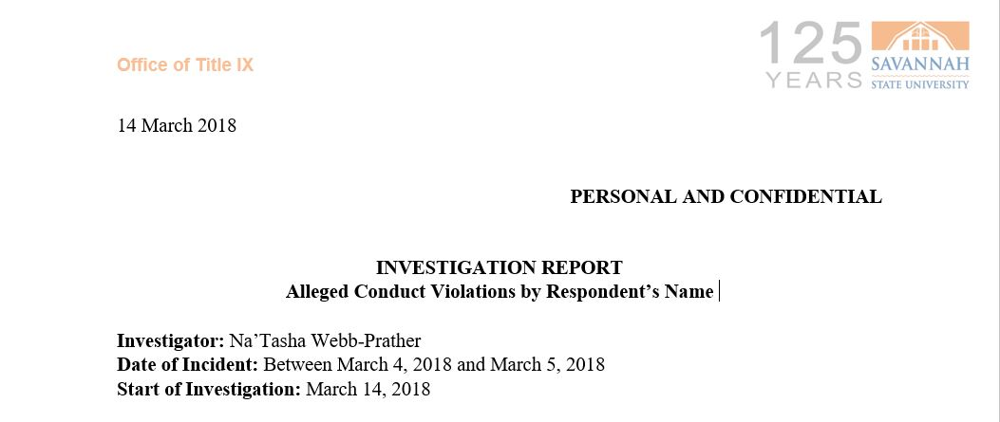 Office of Title IX
125
YEARS
SAVANNAH
STATE UNIVERSITY
14 March 2018
PERSONAL AND CONFIDENTIAL
INVESTIGATION REPORT
Alleged Conduct Violations by Respondent’s Name
Investigator: Na’Tasha Webb-Prather
Date of Incident: Between March 4, 2018 and March 5, 2018
Start of Investigation: March 14, 2018